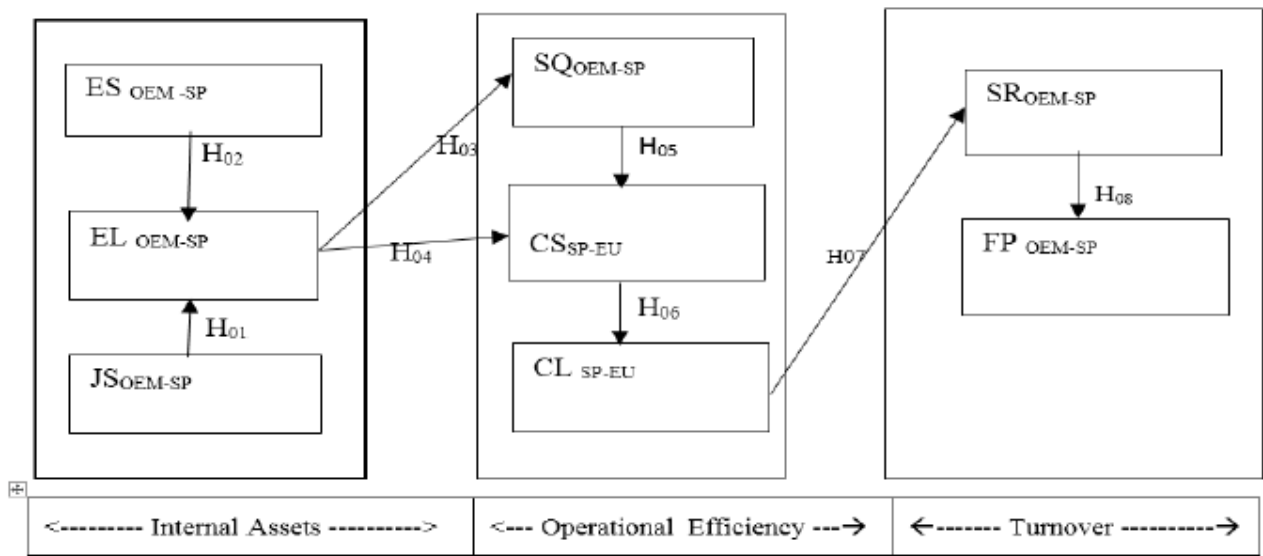 ES OEM -SP
H02
EL OEM-SP
H01
JSOEM-SP
H03
H04
SQOEM-SP
H05
CSSP-EU
H06
CL SP-EU
H07
SROEM-SP
H08
FP OEM-SP
<---------- Internal Assets ----------->
<--- Operational Efficiency ---→
←------- Turnover ----------→